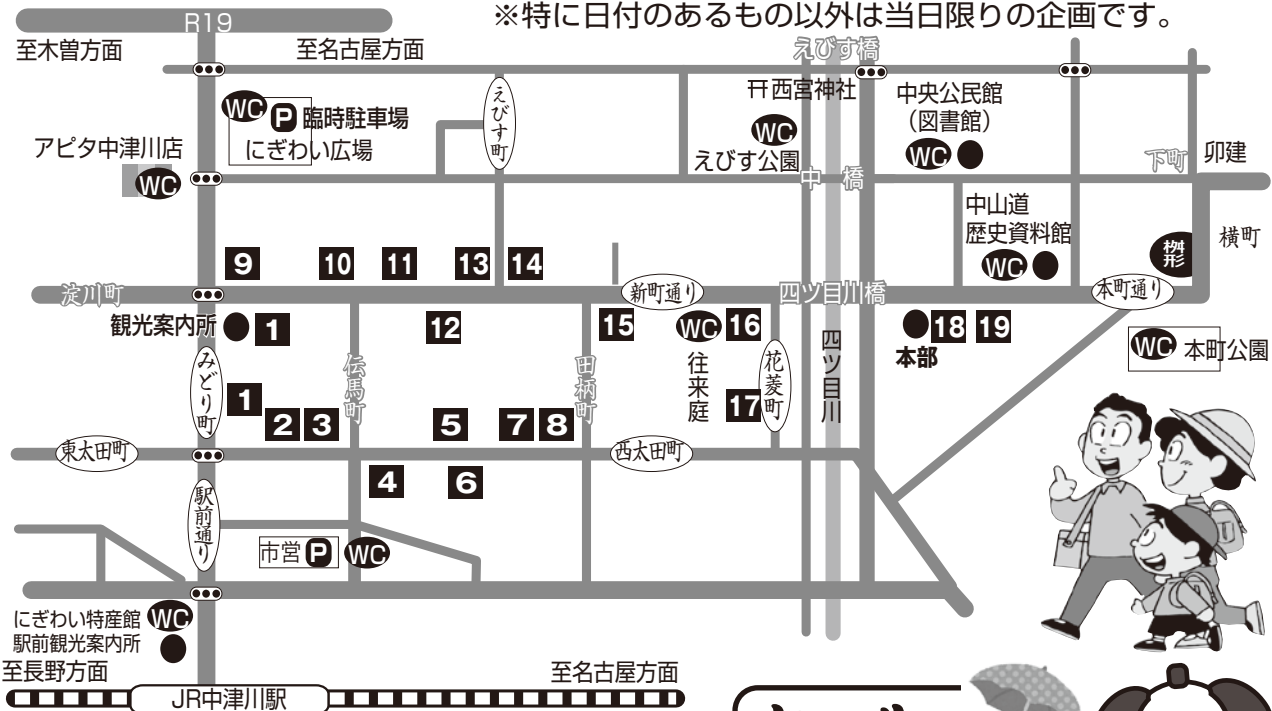 ※特に日付のあるもの以外は当日限りの企画です。
R19
至木曽方面
至名古屋方面
えびす橋
WC P 臨時駐車場
にぎわい広場
えびす町
西宮神社
WC
えびす公園
中央公民館
(図書館)
WC
アピタ中津川店
WC
中橋
下町
卯建
中山道
歴史資料館
WC
桝形
横町
9
10
11
13
14
淀川町
新町通り
四ツ目川橋
本町通り
観光案内所
1
12
15
WC
16
18
19
本部
WC 本町公園
みどり町
伝馬町
田柄町
往来庭
花菱町
四ツ目川
1
2
3
5
7
8
17
東太田町
西太田町
4
6
駅前通り
市営 P WC
にぎわい特産館 WC
駅前観光案内所
至長野方面
至名古屋方面
JR中津川駅